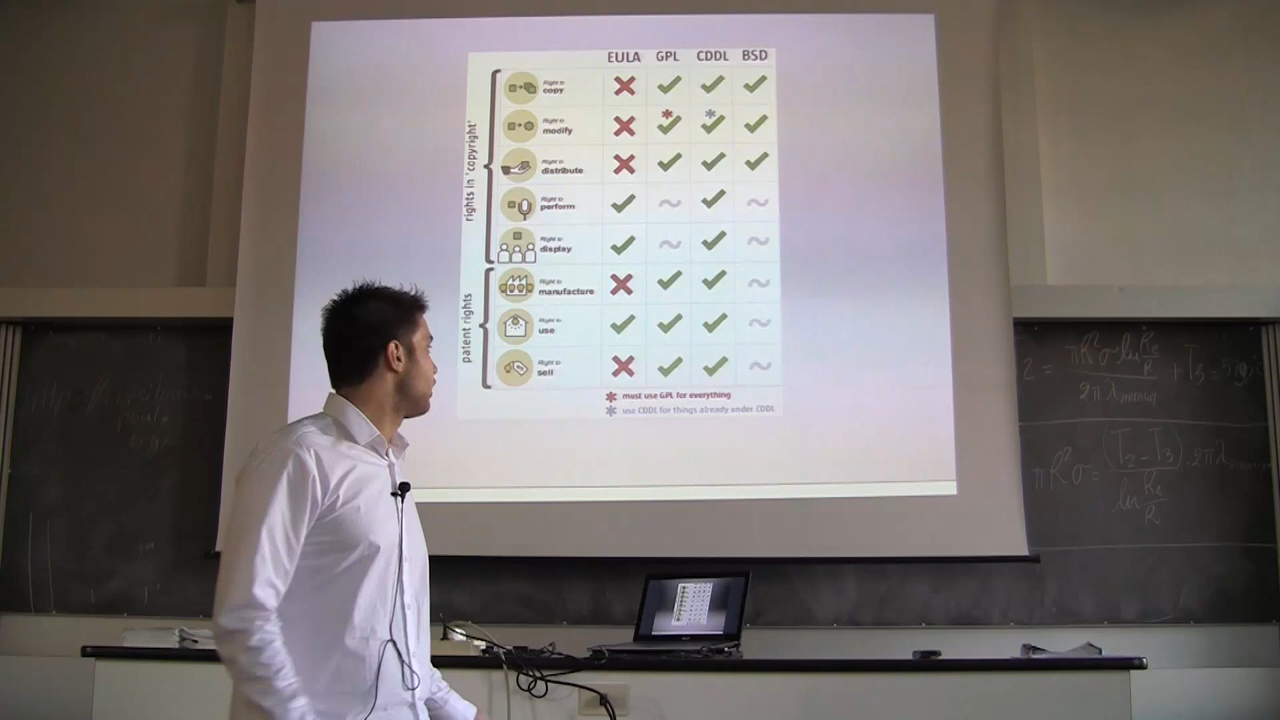 EULA GPL CDDL BSD
rights in 'copyright'
Right to
copy
Right to
modify
Right to
distribute
Right to
perform
Right to
display
patent rights
Right to
manufacture
Right to
use
Right to
sell
* must use GPL for everything
* use CDDL for things already under CDDL